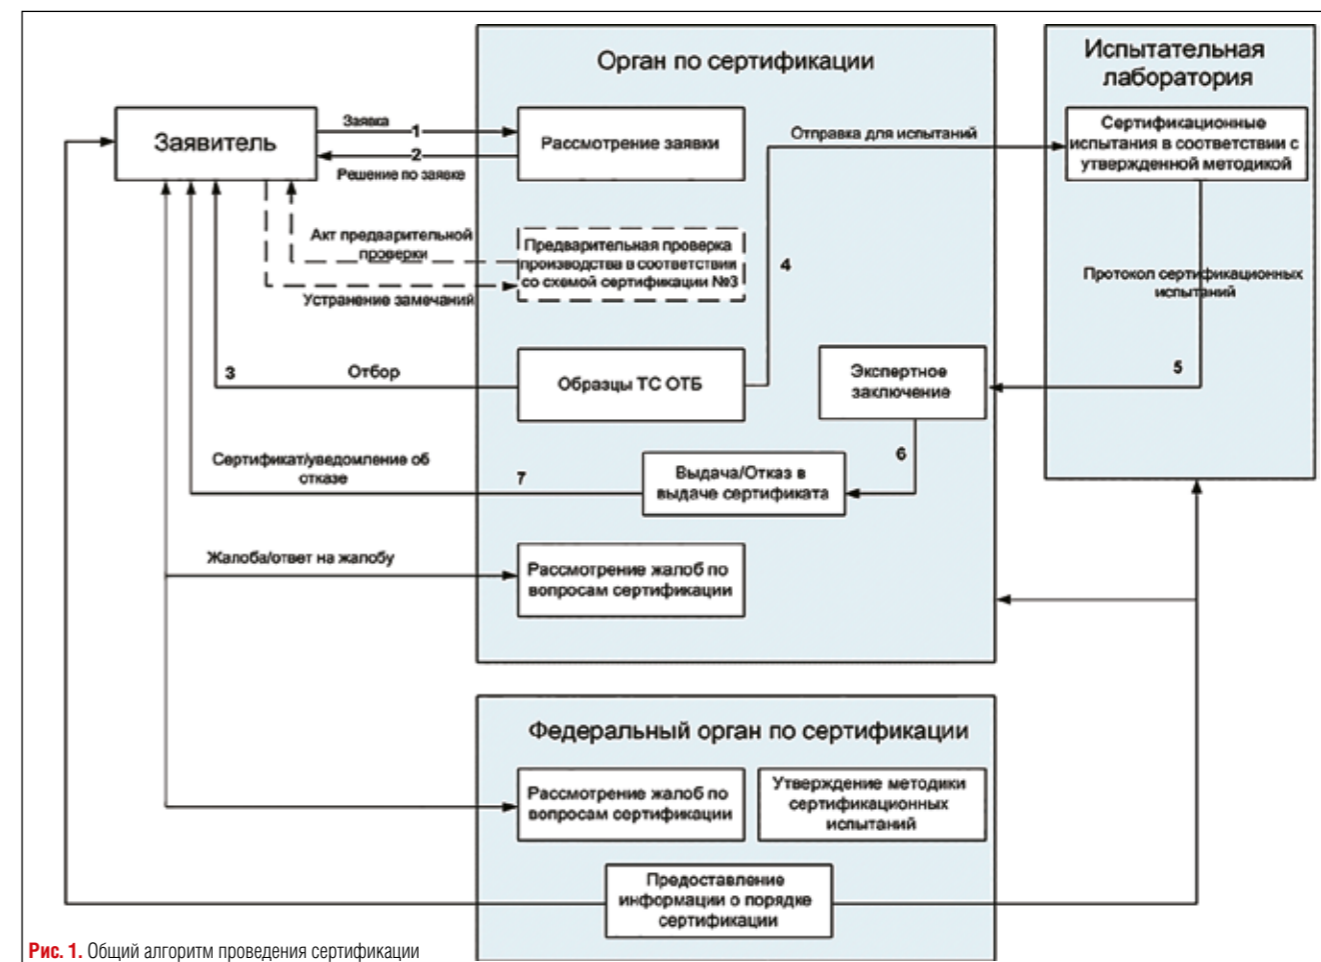 Орган по сертификации
Испытательная
лаборатория
Заявитель
Заявка
1
2
Решение по заявке
Рассмотрение заявки
Отправка для испытаний
Сертификационные
испытания в соответствии с
утвержденной методикой
Акт предварительной
проверки
Устранение замечаний
Предварительная проверка
производства в соответствии
со схемой сертификации №3
4
Протокол сертификационных
испытаний
3
Отбор
Образцы ТС ОТБ
Экспертное
заключение
5
6
Сертификат/уведомление об
отказе
7
Выдача/Отказ в
выдаче сертификата
Жалоба/ответ на жалобу
Рассмотрение жалоб по
вопросам сертификации
Федеральный орган по сертификации
Рассмотрение жалоб по
вопросам сертификации
Утверждение методики
сертификационных
испытаний
Предоставление
информации о порядке
сертификации
Рис. 1. Общий алгоритм проведения сертификации